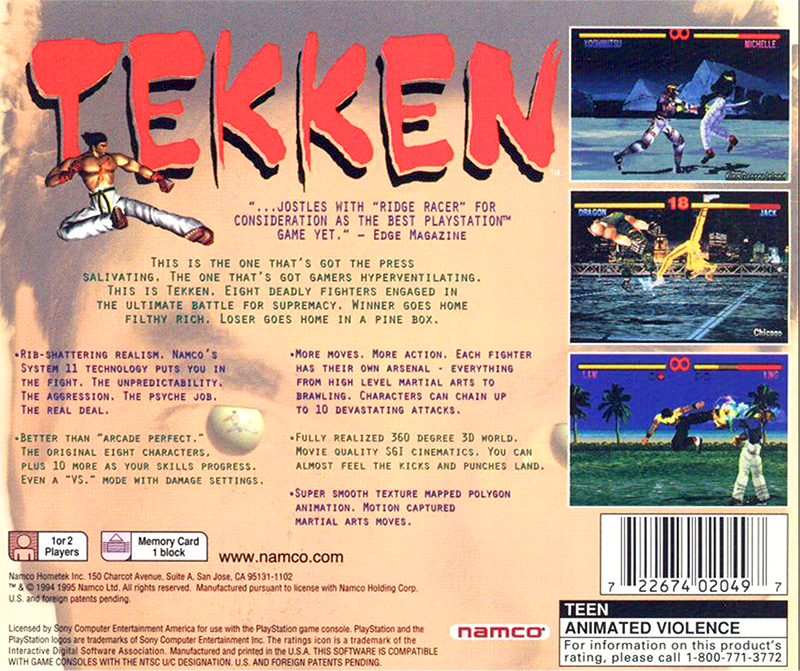 TEKKEN
"...JOSTLES WITH "RIDGE RACER" FOR
CONSIDERATION AS THE BEST PLAYSTATION™
GAME YET." – EDGE MAGAZINE
THIS IS THE ONE THAT'S GOT THE PRESS
SALIVATING. THE ONE THAT'S GOT GAMERS HYPERVENTILATING.
THIS IS TEKKEN. EIGHT DEADLY FIGHTERS ENGAGED IN
THE ULTIMATE BATTLE FOR SUPREMACY. WINNER GOES HOME
FILTHY RICH. LOSER GOES HOME IN A PINE BOX.
•RIB-SHATTERING REALISM. NAMCO'S
SYSTEM 11 TECHNOLOGY PUTS YOU IN
THE FIGHT. THE UNPREDICTABILITY.
THE AGGRESSION. THE PSYCHE JOB.
THE REAL DEAL.
•BETTER THAN "ARCADE PERFECT."
THE ORIGINAL EIGHT CHARACTERS,
PLUS 10 MORE AS YOUR SKILLS PROGRESS.
EVEN A "VS." MODE WITH DAMAGE SETTINGS.
•MORE MOVES. MORE ACTION. EACH FIGHTER
HAS THEIR OWN ARSENAL - EVERYTHING
FROM HIGH LEVEL MARTIAL ARTS TO
BRAWLING. CHARACTERS CAN CHAIN UP
TO 10 DEVASTATING ATTACKS.
•FULLY REALIZED 360 DEGREE 3D WORLD.
MOVIE QUALITY SGI CINEMATICS. YOU CAN
ALMOST FEEL THE KICKS AND PUNCHES LAND.
•SUPER SMOOTH TEXTURE MAPPED POLYGON
ANIMATION. MOTION CAPTURED
MARTIAL ARTS MOVES.
YOSHIMITSU
MICHELLE
King George Island
DRAGON
18
JACK
Chicago
LAW
KING
1or 2
Players
Memory Card
1 block
www.namco.com
Namco Hometek Inc. 150 Charcot Avenue, Suite A, San Jose, CA 95131-1102
™ & © 1994 1995 Namco Ltd. All rights reserved. Manufactured pursuant to license with Namco Holding Corp.
U.S. and foreign patents pending.
Licensed by Sony Computer Entertainment America for use with the PlayStation game console. PlayStation and the
PlayStation logos are trademarks of Sony Computer Entertainment Inc. The ratings icon is a trademark of the
Interactive Digital Software Association. Manufactured and printed in the U.S.A. THIS SOFTWARE IS COMPATIBLE
WITH GAME CONSOLES WITH THE NTSC U/C DESIGNATION. U.S. AND FOREIGN PATENTS PENDING.
namco
7 22674 02049 7
TEEN
ANIMATED VIOLENCE
For information on this product's
rating, please call 1-800-771-3772